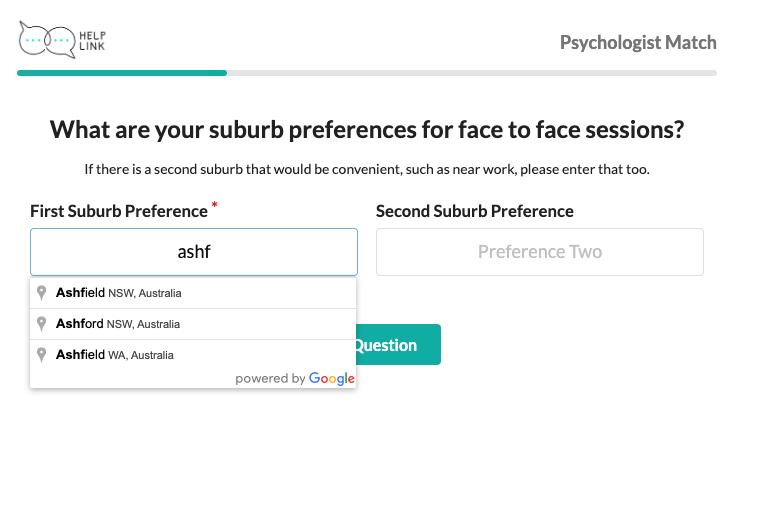 HELP
LINK
Psychologist Match
What are your suburb preferences for face to face sessions?
If there is a second suburb that would be convenient, such as near work, please enter that too.
First Suburb Preference *
Second Suburb Preference
ashf
Preference Two
Ashfield NSW, Australia
Ashford NSW, Australia
Question
Ashfield WA, Australia
powered by Google